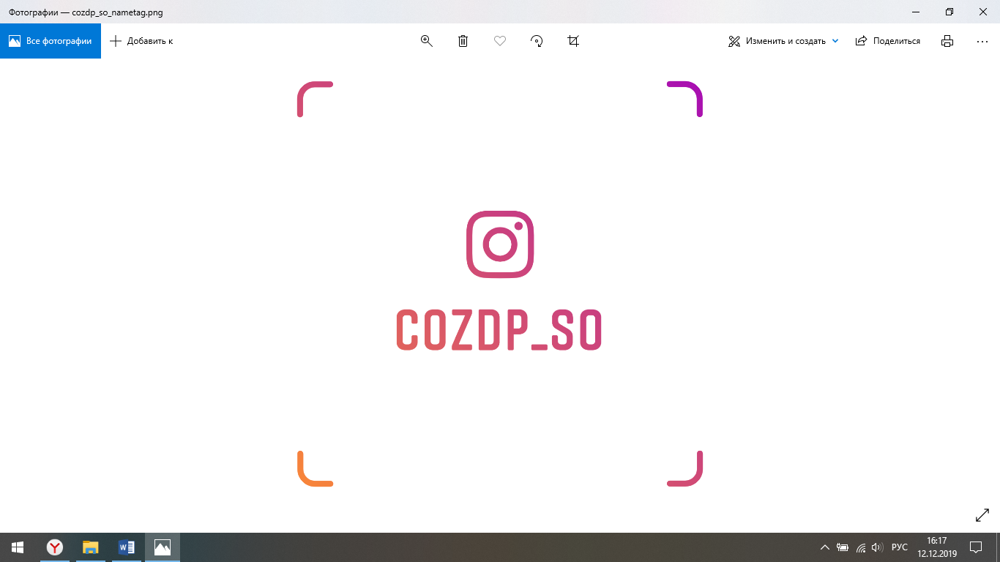 Фотографии — cozdp_so_nametag.png
Все фотографии
Добавить к
Изменить и создать
Поделиться
COZDP_SO
W
РУС
16:17
12.12.2019